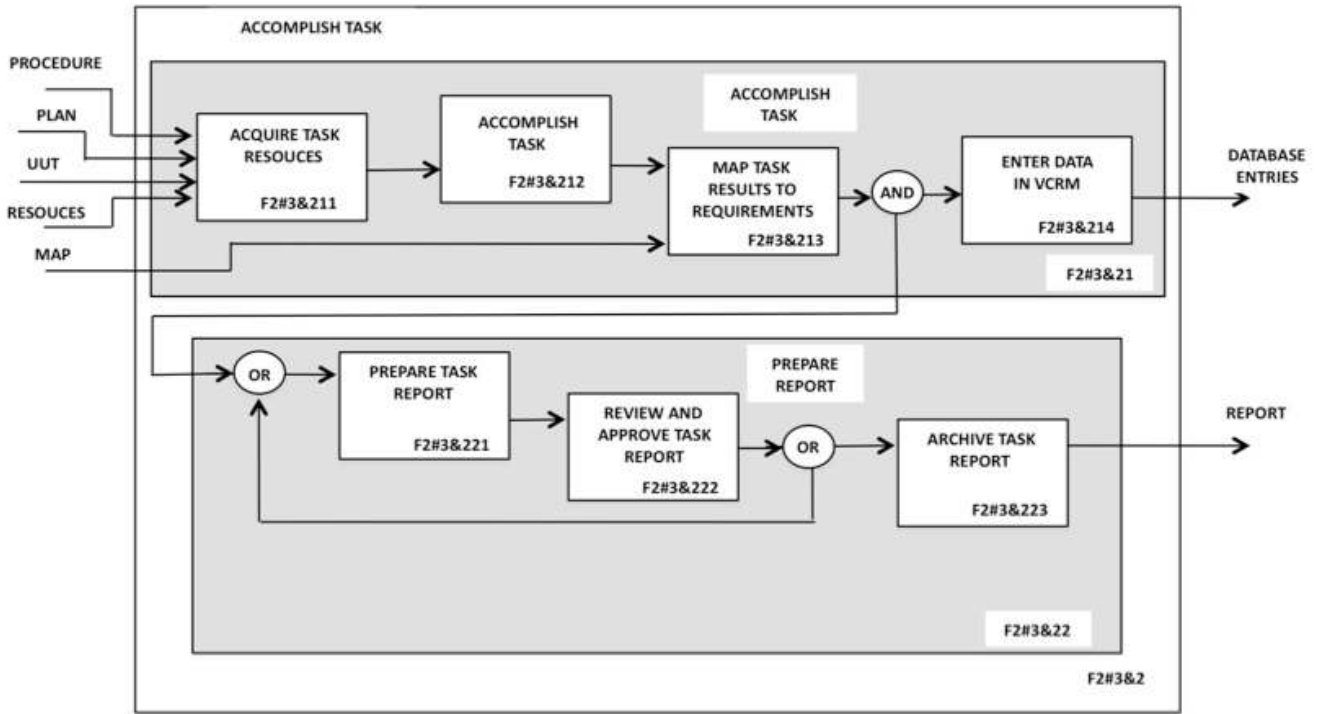 ACCOMPLISH TASK
PROCEDURE
PLAN
UUT
RESOUCES
MAP
ACQUIRE TASK
RESOUCES
F2#3&211
ACCOMPLISH
TASK
F2#3&212
ACCOMPLISH
TASK
MAP TASK
RESULTS TO
REQUIREMENTS
F2#3&213
AND
ENTER DATA
IN VCRM
F2#3&214
F2#3&21
DATABASE
ENTRIES
OR
PREPARE TASK
REPORT
F2#3&221
REVIEW AND
APPROVE TASK
REPORT
F2#3&222
PREPARE
REPORT
OR
ARCHIVE TASK
REPORT
F2#3&223
REPORT
F2#3&22
F2#3&2